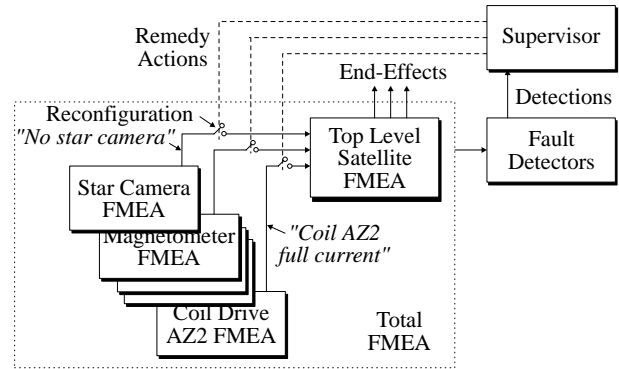 Remedy
Actions
Supervisor
End-Effects
Detections
Reconfiguration
"No star camera"
Top Level
Satellite
FMEA
Fault
Detectors
Star Camera
FMEA
Magnetometer
FMEA
"Coil AZ2
full current"
Coil Drive
AZ2 FMEA
Total
FMEA